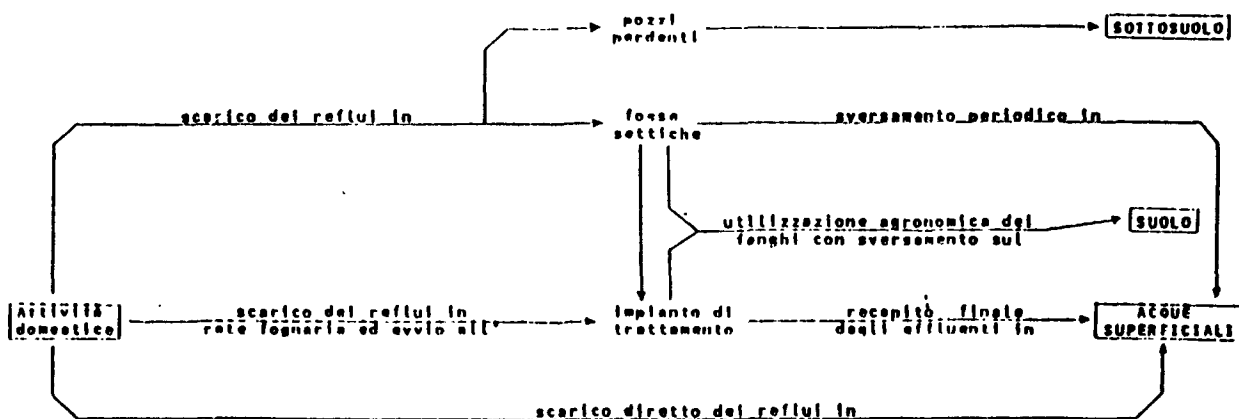 pozzi
perdenti
SOTTOSUOLO
scarico dei reflui in
fosse
settiche
sversamento periodico in
utilizzazione agronomica dei
fanghi con sversamento sul
SUOLO
Attività
domestica
scarico dei reflui in
rete fognaria ed avvio all'
impianto di
trattamento
recapito finale
degli effluenti in
ACQUE
SUPERFICIALI
scarico diretto dei reflui in